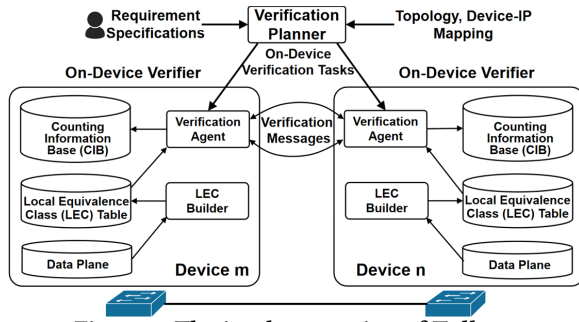 Requirement
Specifications
Verification
Planner
Topology, Device-IP
Mapping
On-Device
Verification Tasks
On-Device Verifier
On-Device Verifier
Counting
Information
Base (CIB)
Verification
Agent
Verification
Messages
Verification
Agent
Counting
Information
Base (CIB)
Local Equivalence
Class (LEC) Table
LEC
Builder
LEC
Builder
Local Equivalence
Class (LEC) Table
Data Plane
Device m
Device n
Data Plane